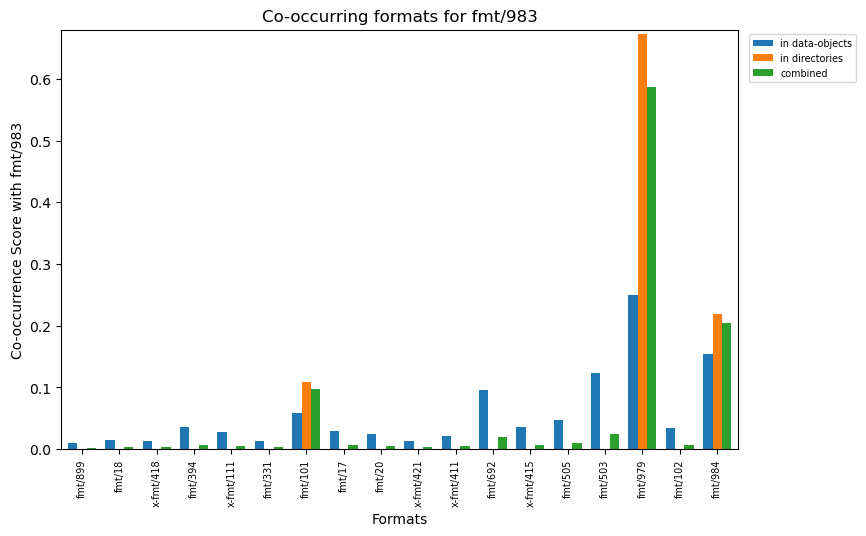 Co-occurring formats for fmt/983
in data-objects
in directories
combined
Co-occurrence Score with fmt/983
0.6
0.5
0.4
0.3
0.2
0.1
0.0
fmt/899
fmt/18
x-fmt/418
fmt/394
x-fmt/111
fmt/331
fmt/101
fmt/17
fmt/20
x-fmt/421
x-fmt/411
fmt/692
x-fmt/415
fmt/505
fmt/503
fmt/979
fmt/102
fmt/984
Formats